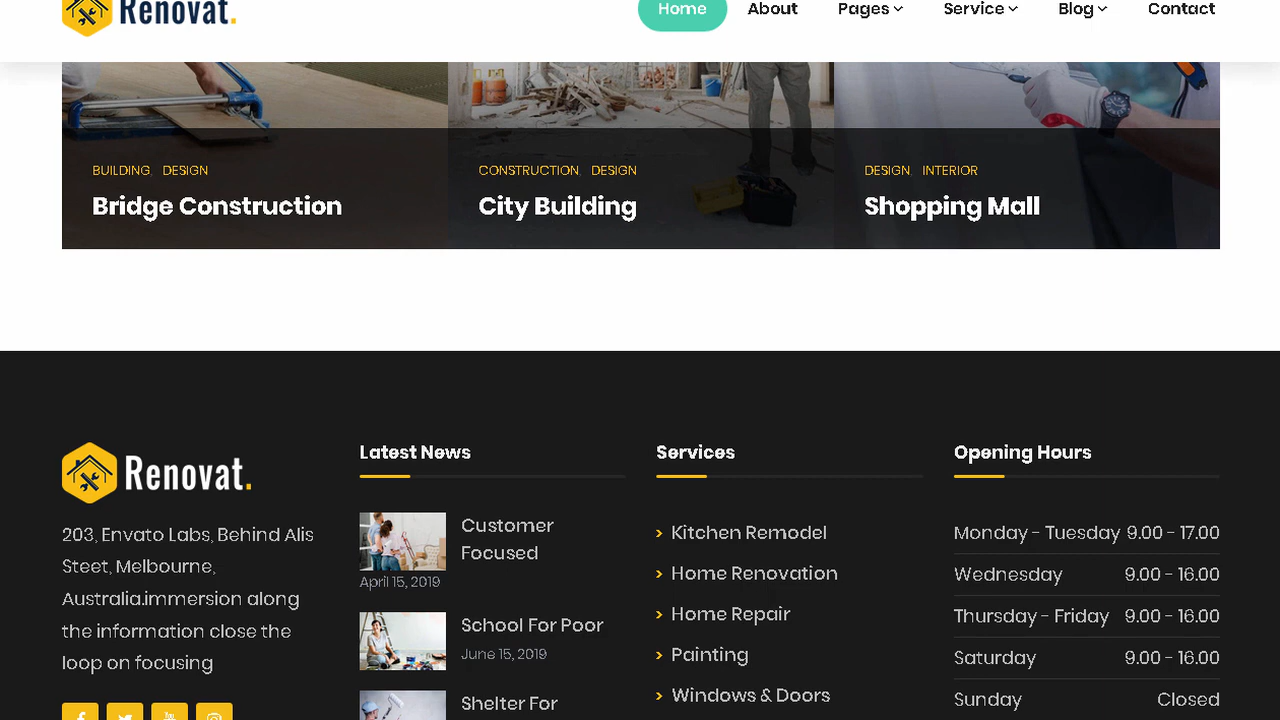 Renovat.
Home About Pages Service Blog Contact
BUILDING, DESIGN
Bridge Construction
CONSTRUCTION, DESIGN
City Building
DESIGN, INTERIOR
Shopping Mall
Renovat.
203, Envato Labs, Behind Alis
Steet, Melbourne,
Australia.immersion along
the information close the
loop on focusing
Latest News
Customer
Focused
April 15, 2019
School For Poor
June 15, 2019
Shelter For
Services
Kitchen Remodel
Home Renovation
Home Repair
Painting
Windows & Doors
Opening Hours
Monday - Tuesday 9.00 - 17.00
Wednesday 9.00 - 16.00
Thursday - Friday 9.00 - 16.00
Saturday 9.00 - 16.00
Sunday Closed